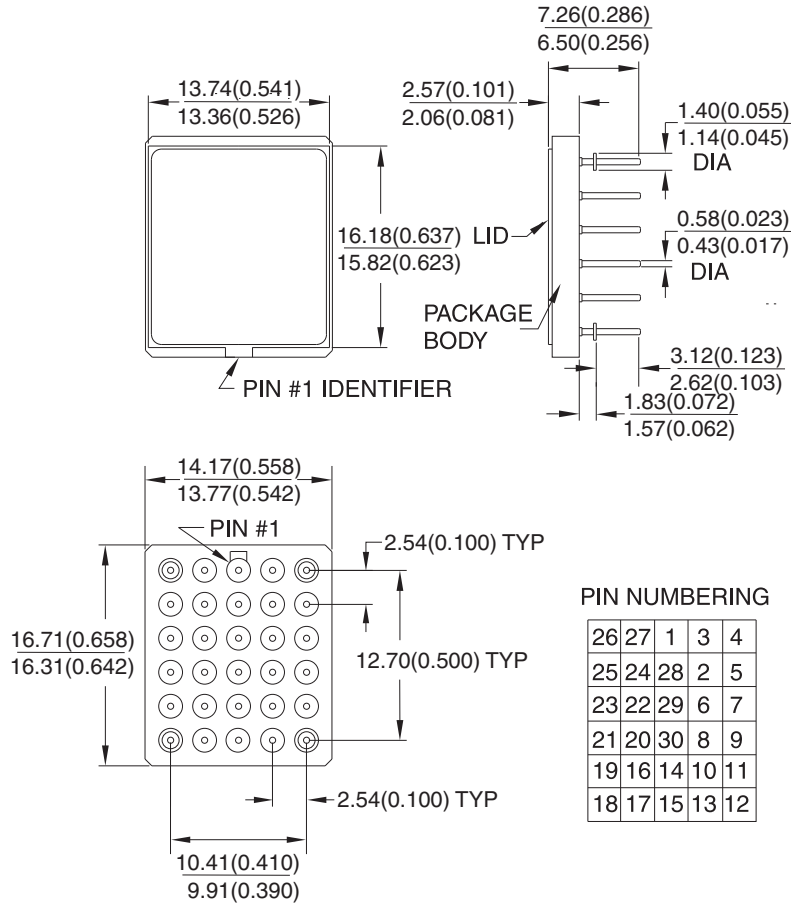 7.26(0.286)
6.50(0.256)
13.74(0.541)
13.36(0.526)
2.57(0.101)
2.06(0.081)
1.40(0.055)
1.14(0.045)
DIA
16.18(0.637)
15.82(0.623)
LID
0.58(0.023)
0.43(0.017)
DIA
PACKAGE
BODY
PIN #1 IDENTIFIER
3.12(0.123)
2.62(0.103)
1.83(0.072)
1.57(0.062)
14.17(0.558)
13.77(0.542)
PIN #1
2.54(0.100) TYP
16.71(0.658)
16.31(0.642)
12.70(0.500) TYP
2.54(0.100) TYP
10.41(0.410)
9.91(0.390)
PIN NUMBERING
26 27 1 3 4
25 24 28 2 5
23 22 29 6 7
21 20 30 8 9
19 16 14 10 11
18 17 15 13 12